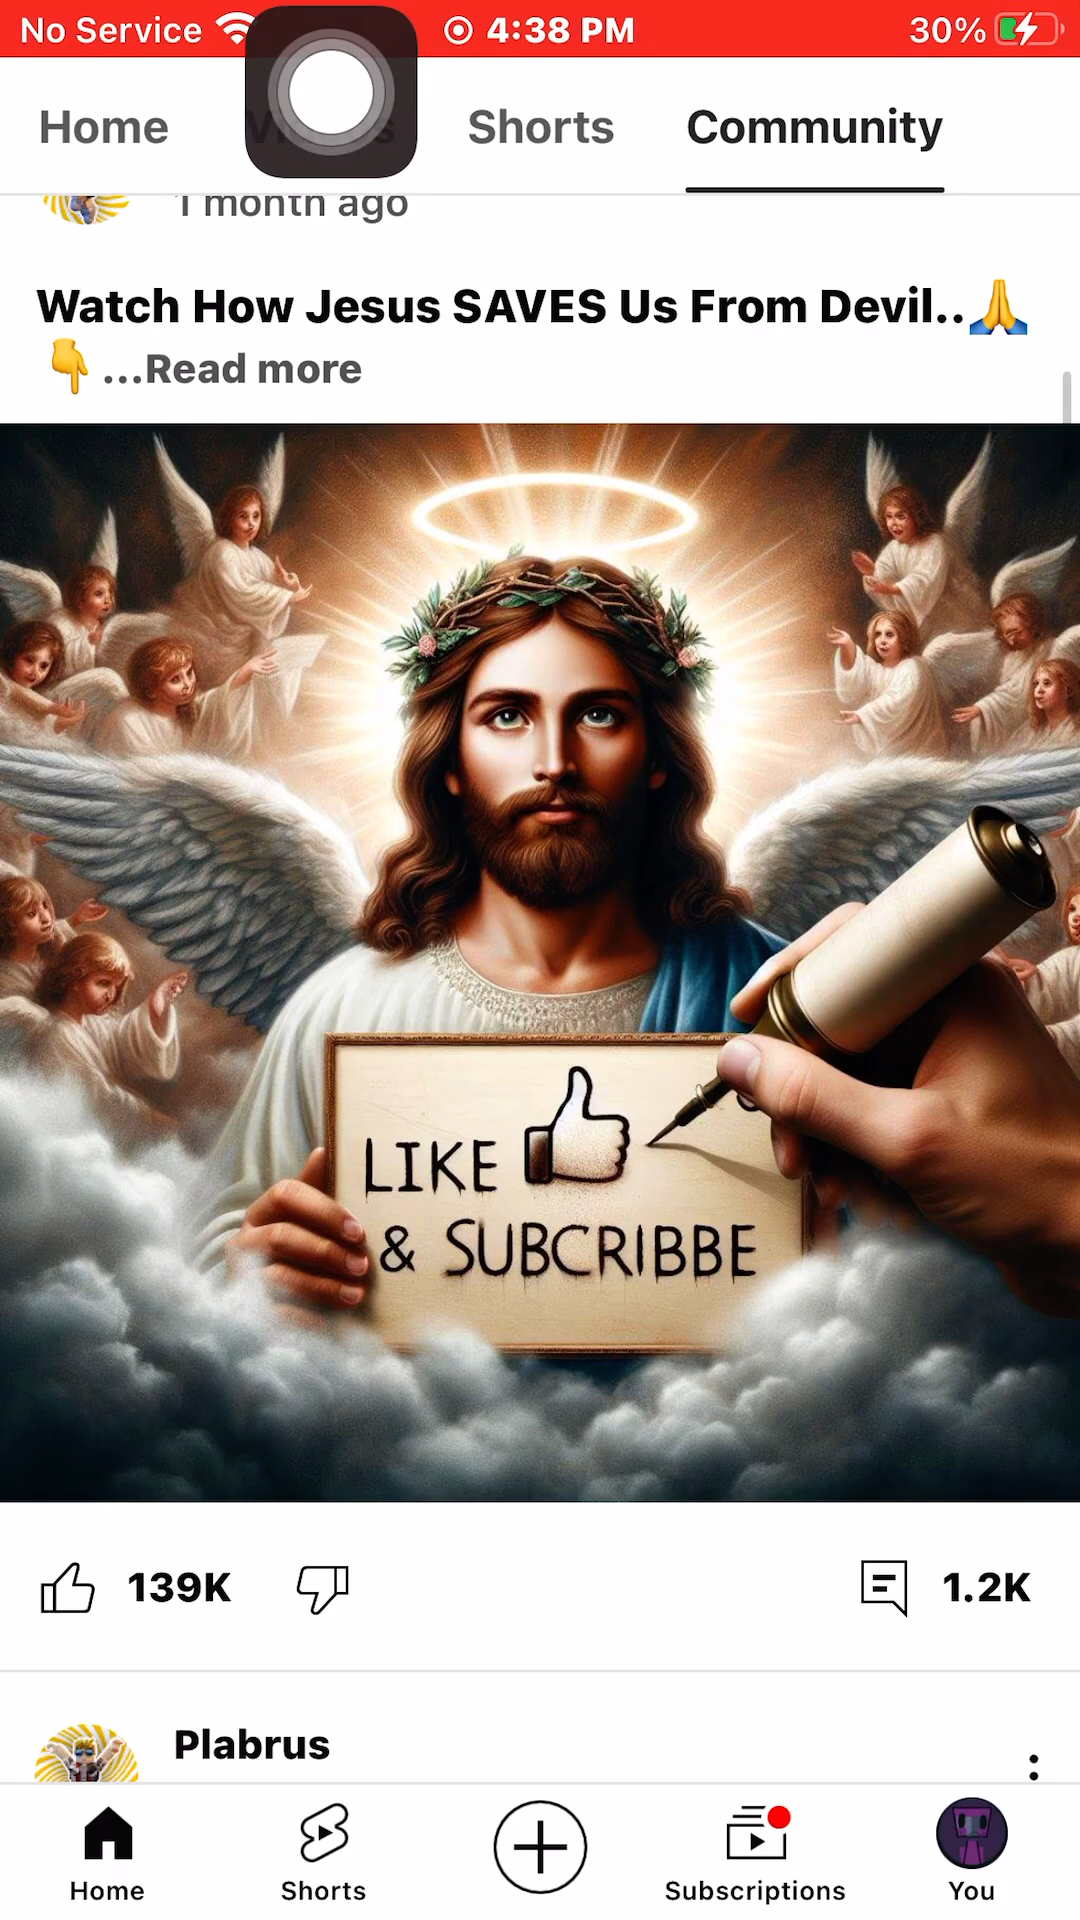 No Service 4:38 PM 30%
Home Shorts Community
1 month ago
Watch How Jesus SAVES Us From Devil..🙏
👇 ...Read more
LIKE
& SUBCRIBBE
139K 1.2K
Plabrus
Home Shorts Subscriptions You